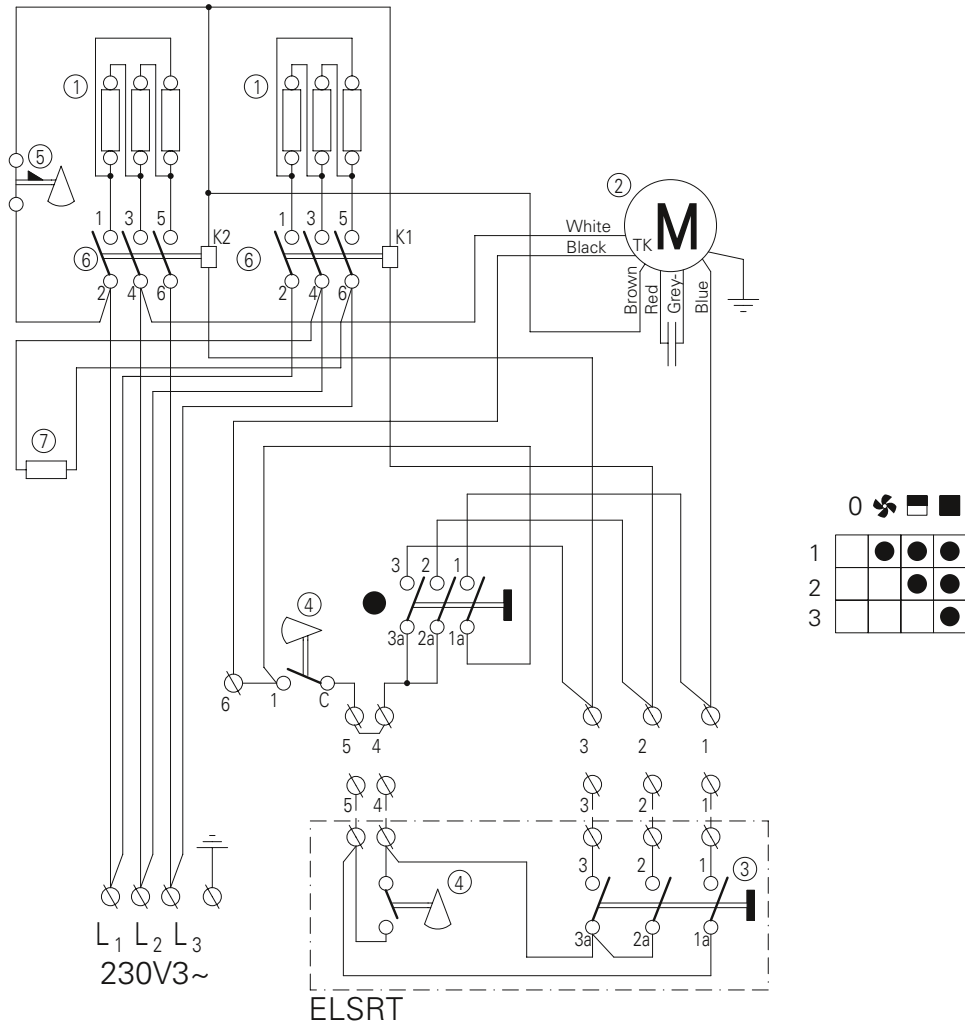 1 1
5
2
White
Black
TK M
1 3 5 K2
1 3 5 K1
6 6
2 4 6
2 4 6
Brown
Red
Grey-
Blue
7
0
1
2
3
3 2 1
4
3a 2a 1a
6 1 C
5 4 3 2 1
5 4 3 2 1
3 2 1 3
4
3a 2a 1a
L1 L2 L3
230V3~
ELSRT